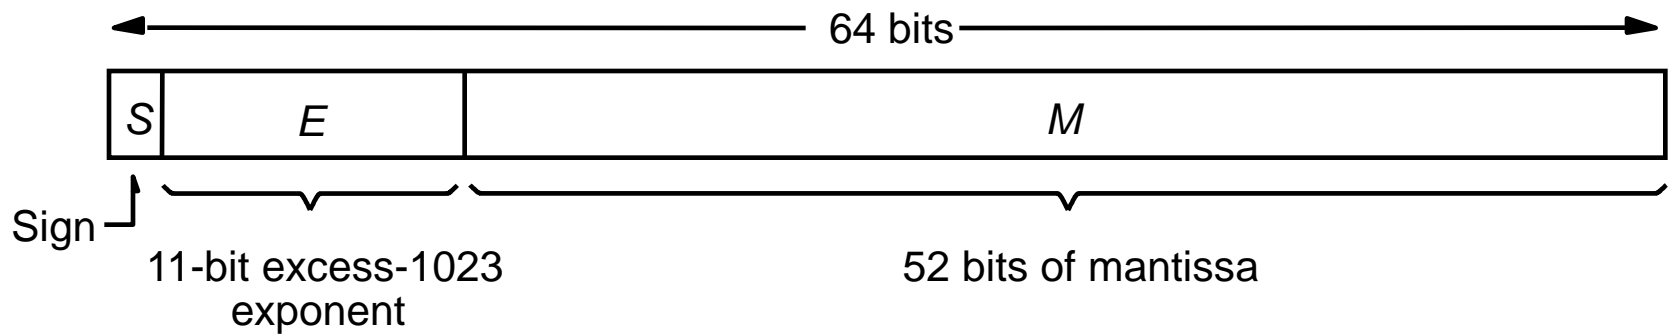 64 bits
S
E
M
Sign
11-bit excess-1023
exponent
52 bits of mantissa